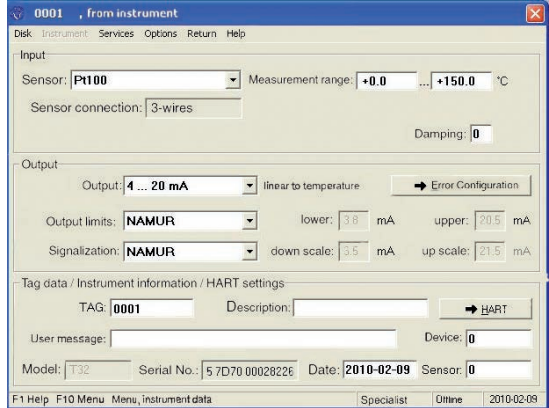 0001 , from instrument
Disk Instrument Services Options Return Help
Input
Sensor: Pt100 Measurement range: +0.0 ... +150.0 °C
Sensor connection: 3-wires
Damping: 0
Output
Output: 4 ... 20 mA linear to temperature → Error Configuration
Output limits: NAMUR lower: 3.8 mA upper: 20.5 mA
Signalization: NAMUR down scale: 3.5 mA up scale: 21.5 mA
Tag data / Instrument information / HART settings
TAG: 0001 Description: → HART
User message: Device: 0
Model: T32 Serial No.: 5 7D70 00028226 Date: 2010-02-09 Sensor: 0
F1 Help F10 Menu Menu, instrument data Specialist Offline 2010-02-09